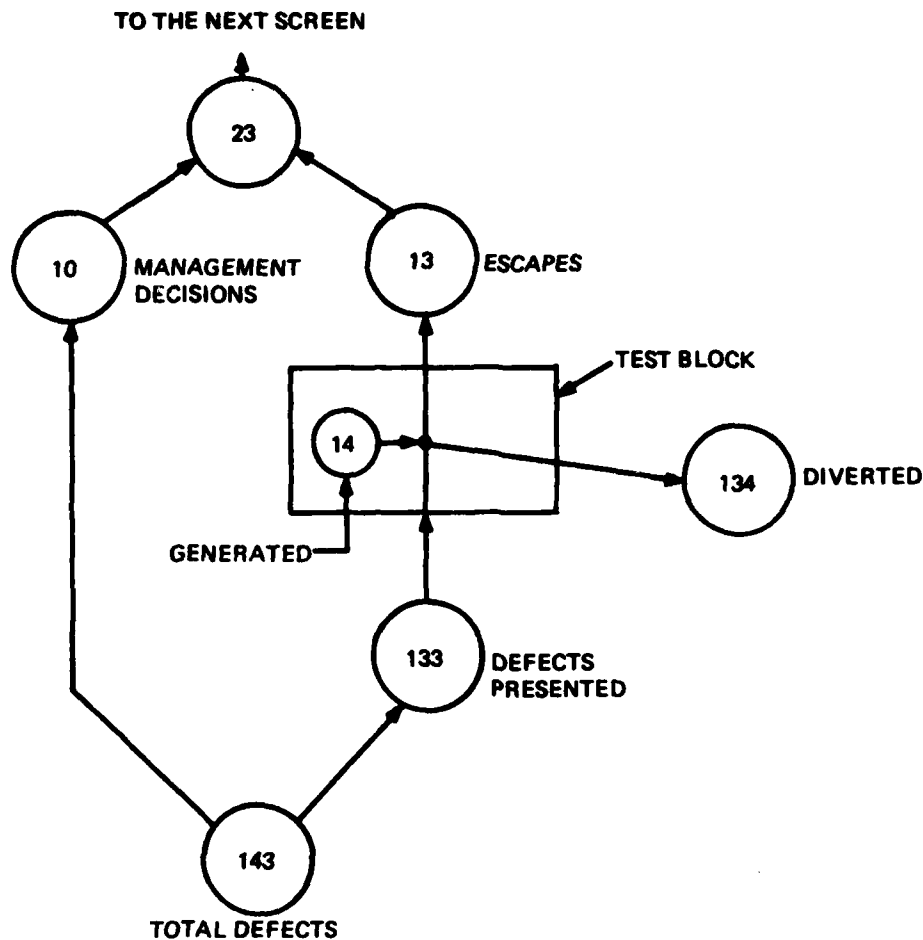 TO THE NEXT SCREEN
23
10
MANAGEMENT
DECISIONS
13
ESCAPES
TEST BLOCK
14
134
DIVERTED
GENERATED
133
DEFECTS
PRESENTED
143
TOTAL DEFECTS